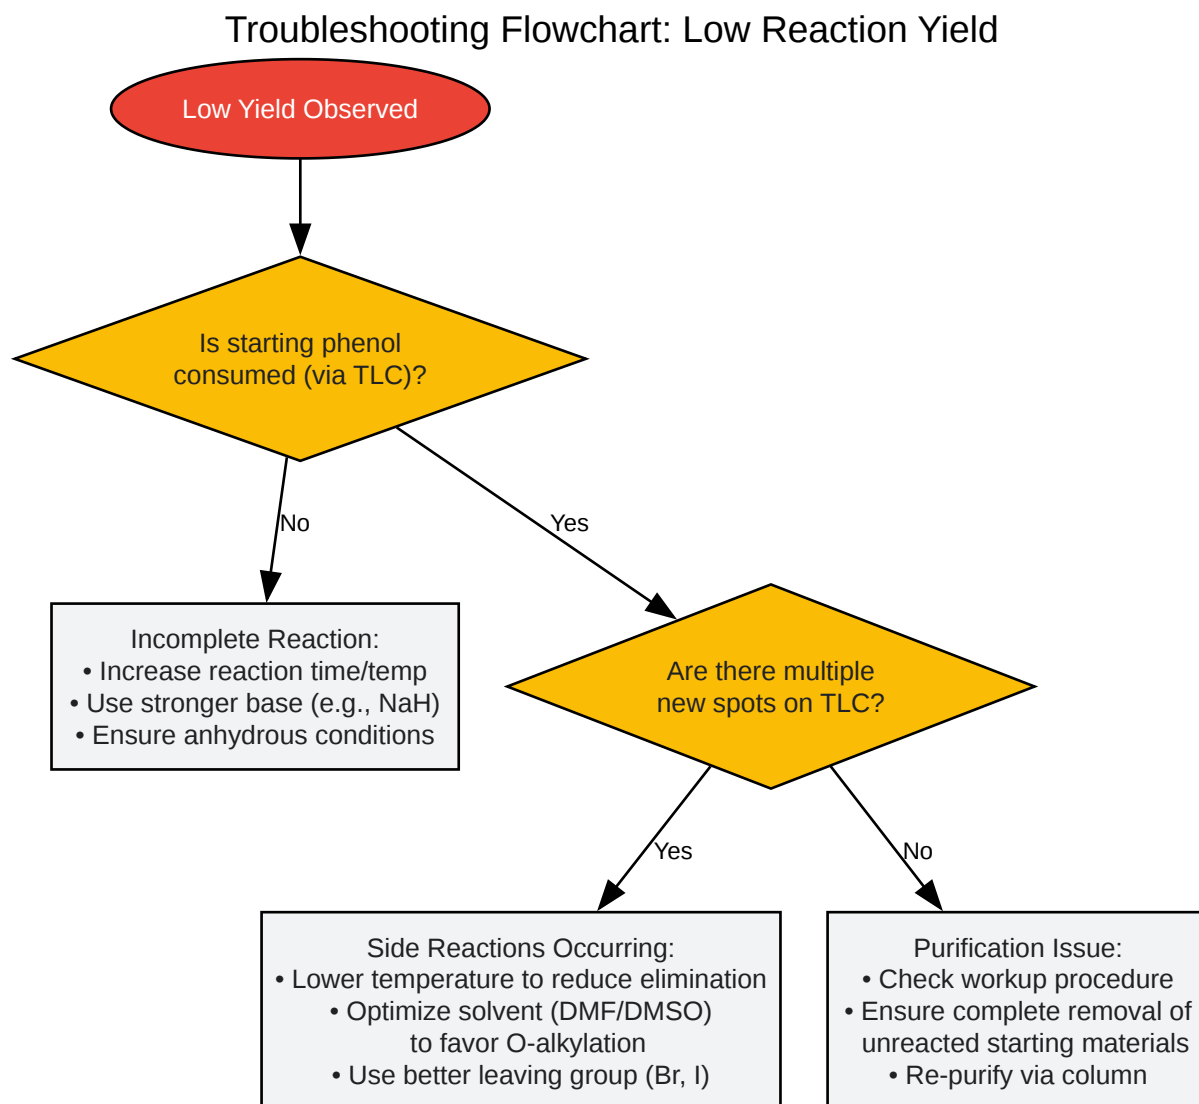 Troubleshooting Flowchart: Low Reaction Yield
Low Yield Observed
Is starting phenol
consumed (via TLC)?
No
Yes
Incomplete Reaction:
• Increase reaction time/temp
• Use stronger base (e.g., NaH)
• Ensure anhydrous conditions
Are there multiple
new spots on TLC?
Yes
No
Side Reactions Occurring:
• Lower temperature to reduce elimination
• Optimize solvent (DMF/DMSO)
to favor O-alkylation
• Use better leaving group (Br, I)
Purification Issue:
• Check workup procedure
• Ensure complete removal of
unreacted starting materials
• Re-purify via column